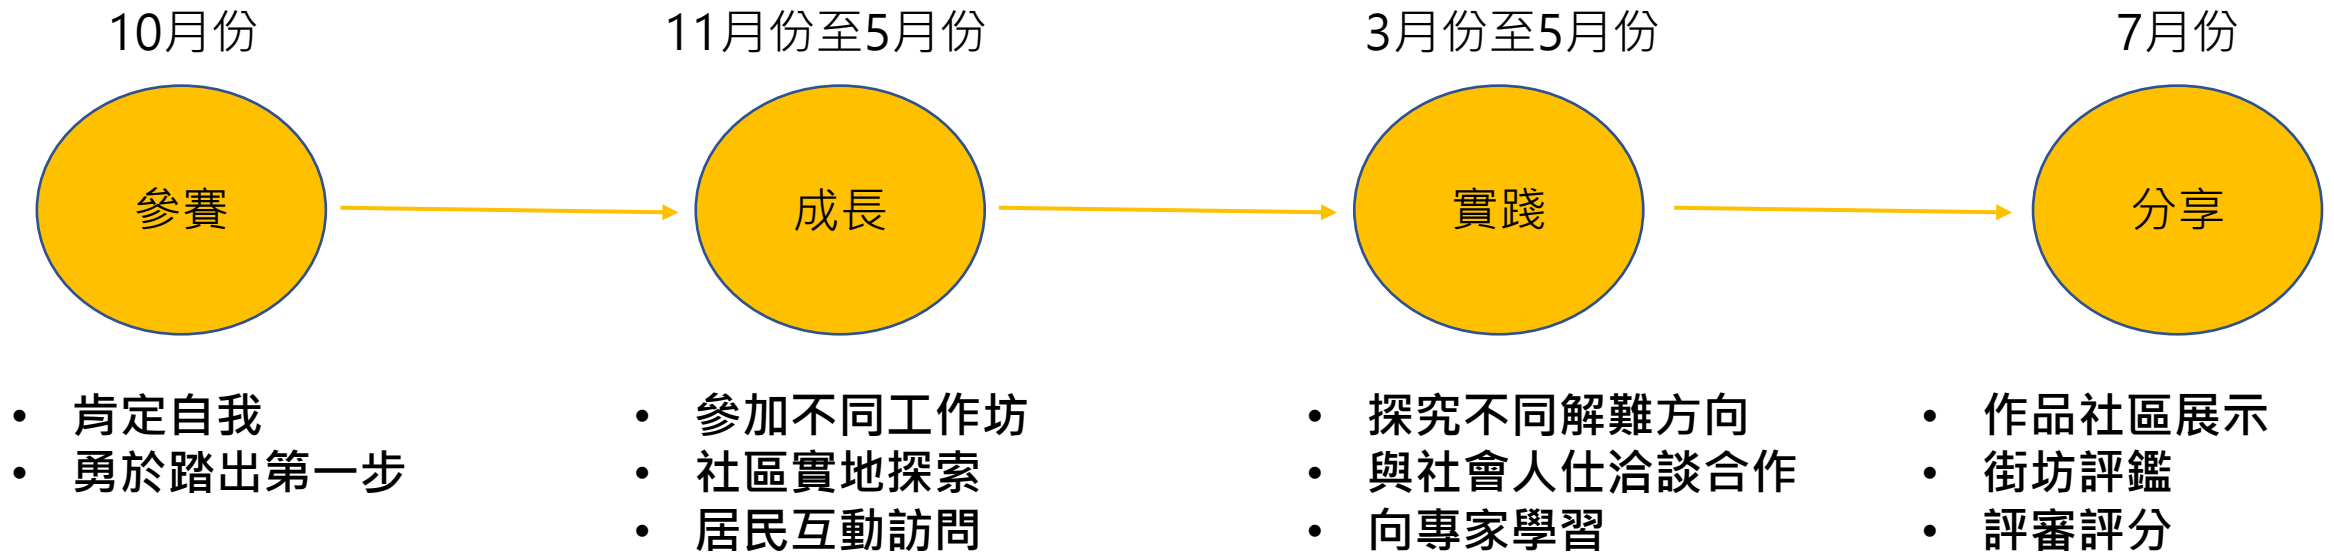 10月份
11月份至5月份
3月份至5月份
7月份
參賽
成長
實踐
分享
• 肯定自我
• 勇於踏出第一步
• 參加不同工作坊
• 社區實地探索
• 居民互動訪問
• 探究不同解難方向
• 與社會人仕洽談合作
• 向專家學習
• 作品社區展示
• 街坊評鑑
• 評審評分